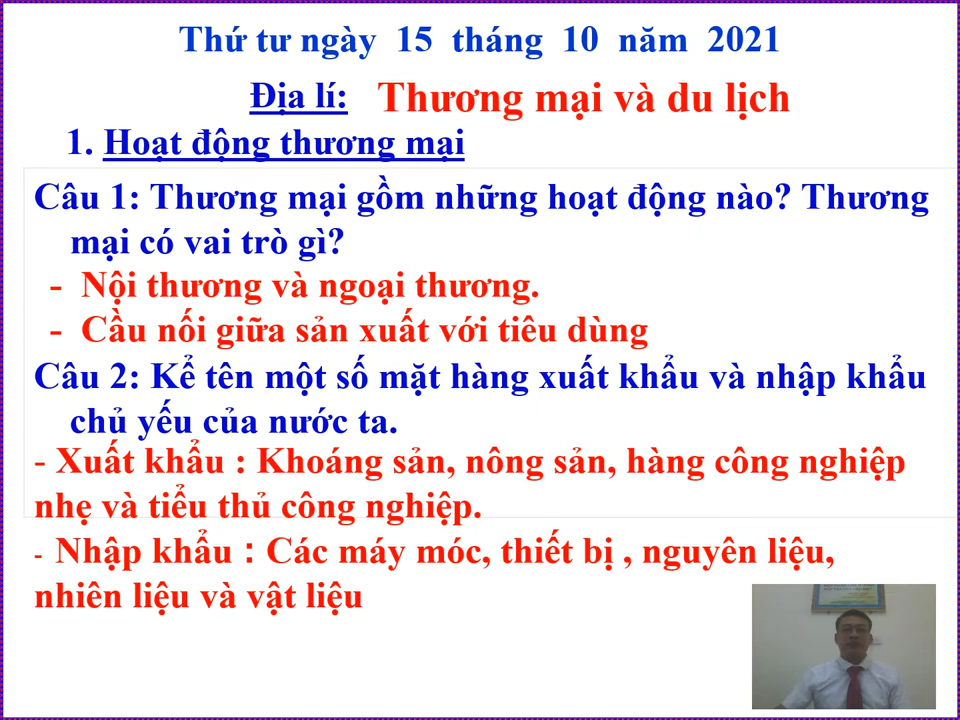 Thứ tư ngày 15 tháng 10 năm 2021
Địa lí: Thương mại và du lịch
1. Hoạt động thương mại
Câu 1: Thương mại gồm những hoạt động nào? Thương
mại có vai trò gì?
- Nội thương và ngoại thương.
- Cầu nối giữa sản xuất với tiêu dùng
Câu 2: Kể tên một số mặt hàng xuất khẩu và nhập khẩu
chủ yếu của nước ta.
- Xuất khẩu : Khoáng sản, nông sản, hàng công nghiệp
nhẹ và tiểu thủ công nghiệp.
- Nhập khẩu : Các máy móc, thiết bị , nguyên liệu,
nhiên liệu và vật liệu